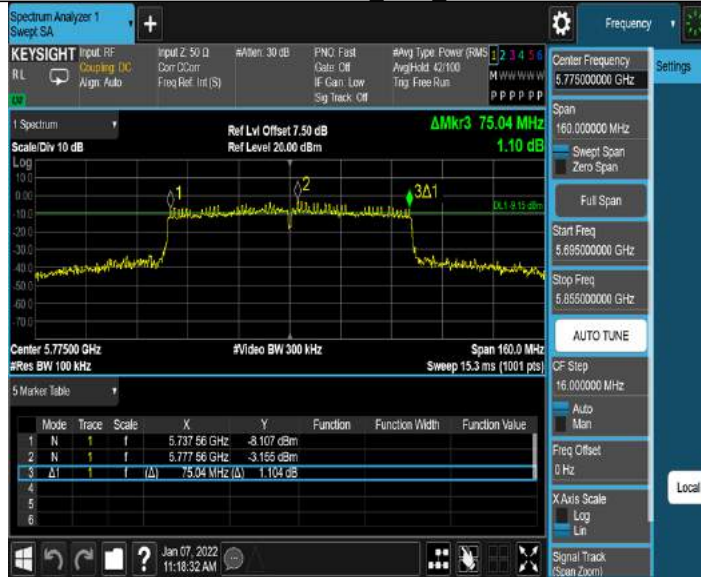 Spectrum Analyzer 1
Swept SA
+
Frequency
KEYSIGHT
RL
Input: RF
Coupling: DC
Align: Auto
Input Z: 50 Ω
Corr CCorr
Freq Ref: Int (S)
#Atten: 30 dB
PNO: Fast
Gate: Off
IF Gain: Low
Sig Track: Off
#Avg Type: Power (RMS
Avg|Hold: 42/100
Trig: Free Run
1 2 3 4 5 6
M W W W W W
P P P P P P
1 Spectrum
Scale/Div 10 dB
Ref Lvl Offset 7.50 dB
Ref Level 20.00 dBm
ΔMkr3 75.04 MHz
1.10 dB
Log
10.0
0.00
-10.0
-20.0
-30.0
-40.0
-50.0
-60.0
-70.0
1
2
3Δ1
DL1 -9.15 dBm
Center 5.77500 GHz
#Res BW 100 kHz
#Video BW 300 kHz
Span 160.0 MHz
Sweep 15.3 ms (1001 pts)
5 Marker Table
Mode Trace Scale X Y Function Function Width Function Value
1 N 1 f 5.737 56 GHz -8.107 dBm
2 N 1 f 5.777 56 GHz -3.155 dBm
3 Δ1 1 f (Δ) 75.04 MHz (Δ) 1.104 dB
4
5
6
Jan 07, 2022
11:18:32 AM
?
Center Frequency
5.775000000 GHz
Settings
Span
160.000000 MHz
Swept Span
Zero Span
Full Span
Start Freq
5.695000000 GHz
Stop Freq
5.855000000 GHz
AUTO TUNE
CF Step
16.000000 MHz
Auto
Man
Freq Offset
0 Hz
X Axis Scale
Log
Lin
Local
Signal Track
(Span Zoom)